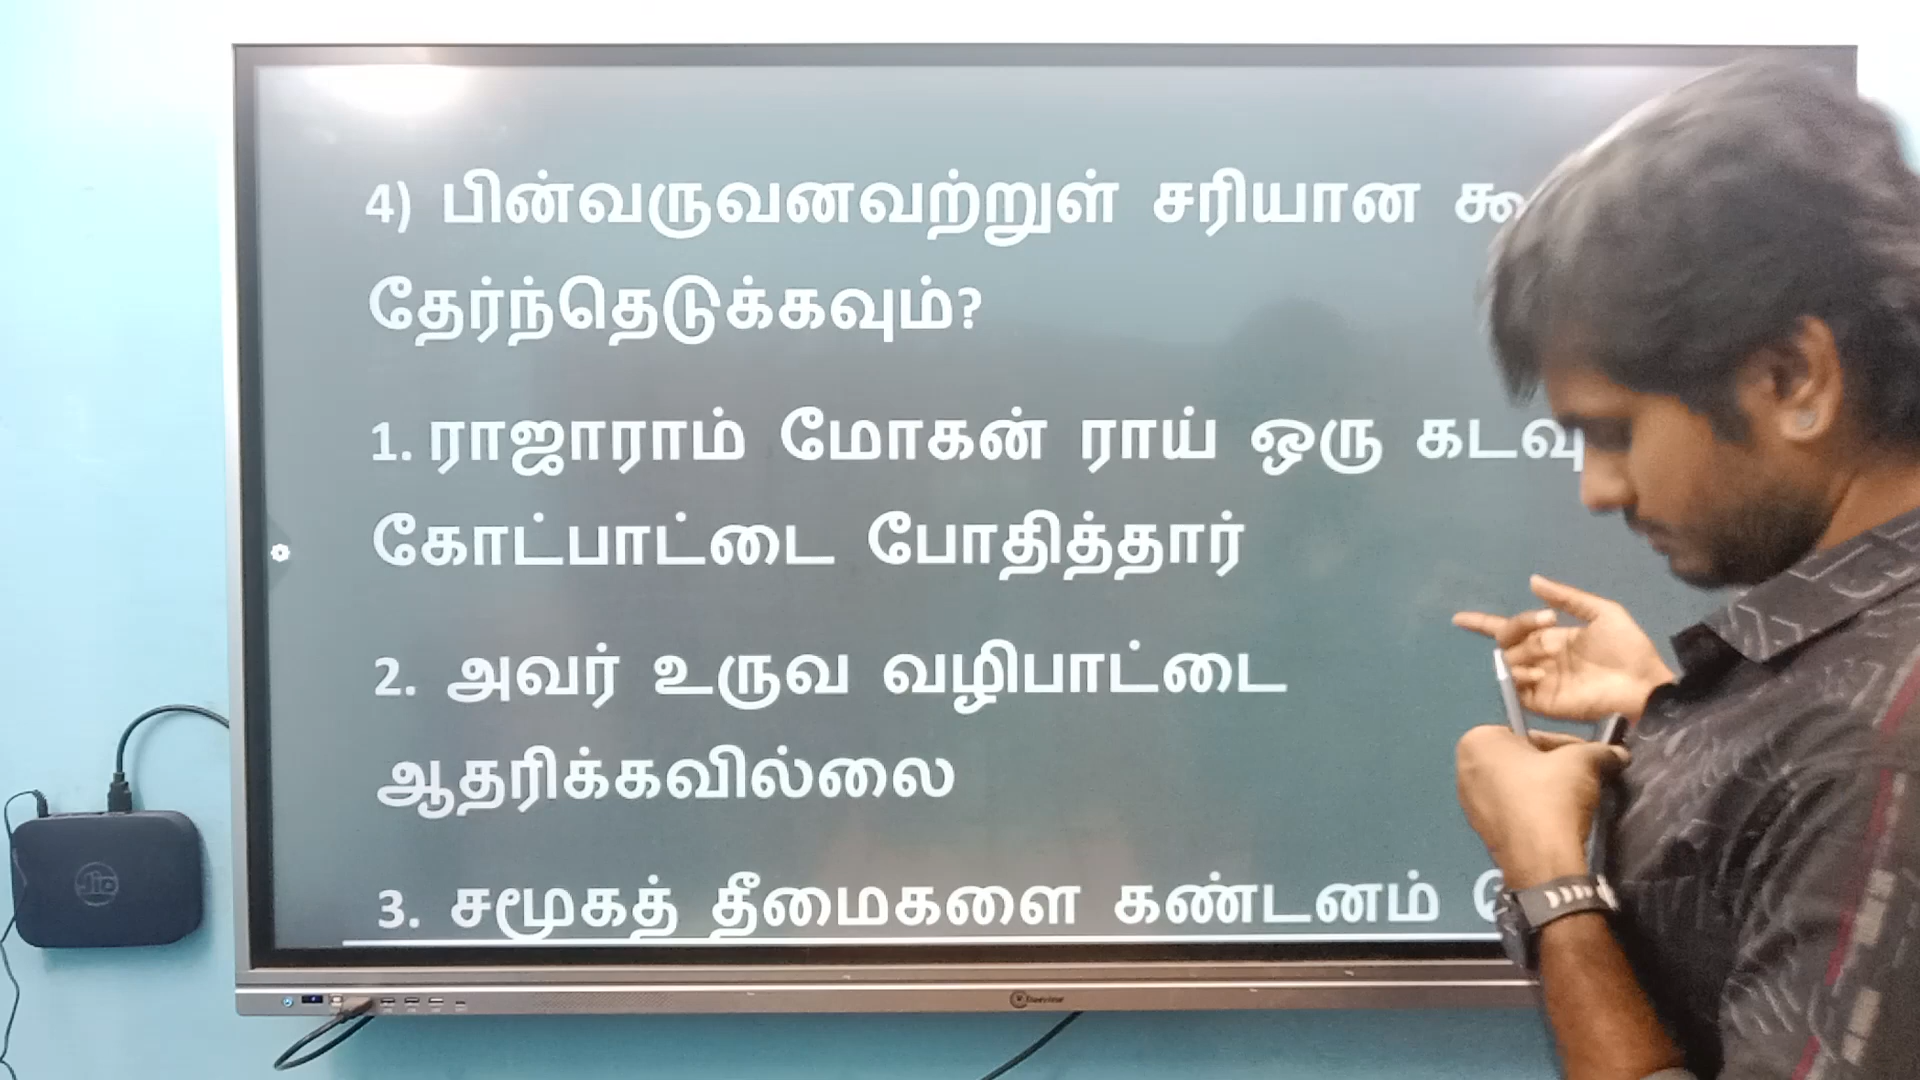 4) பின்வருவனவற்றுள் சரியான
தேர்ந்தெடுக்கவும்?
1. ராஜாராம் மோகன் ராய் ஒரு
கோட்பாட்டை போதித்தார்
2. அவர் உருவ வழிபாட்டை
ஆதரிக்கவில்லை
3. சமூகத் தீமைகளை கண்டனம்
Jio